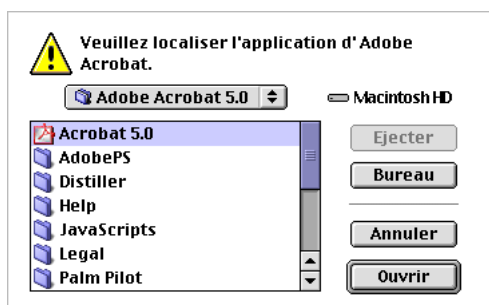 Veuillez localiser l'application d'Adobe
Acrobat.
Adobe Acrobat 5.0
Macintosh HD
Acrobat 5.0
AdobePS
Distiller
Help
JavaScripts
Legal
Palm Pilot
Ejecter
Bureau
Annuler
Ouvrir